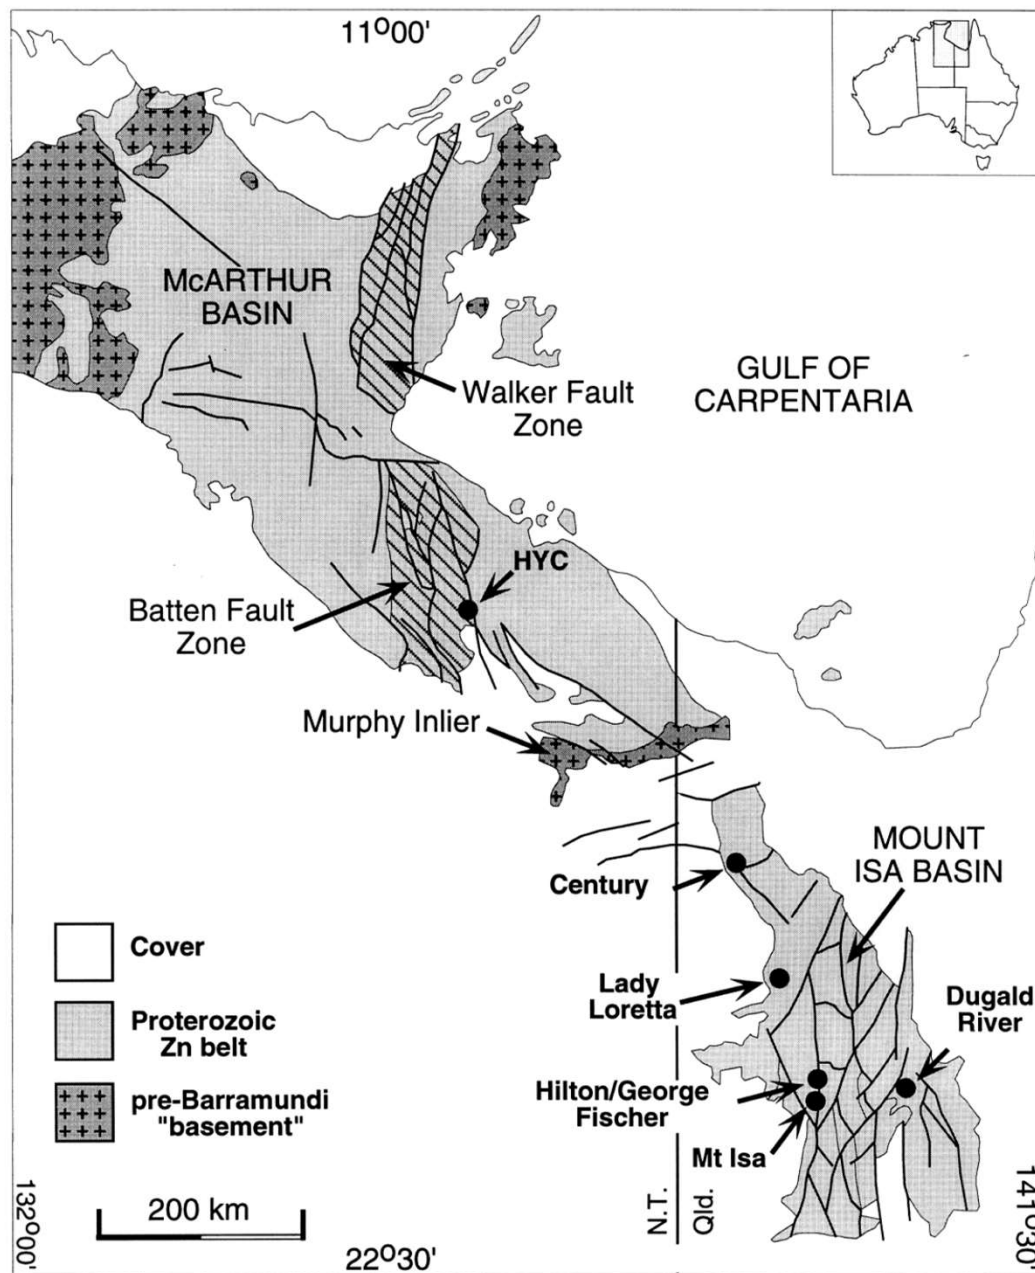 11°00'
McARTHUR
BASIN
Walker Fault
Zone
GULF OF
CARPENTARIA
HYC
Batten Fault
Zone
Murphy Inlier
MOUNT
ISA BASIN
Century
Lady
Loretta
Dugald
River
Hilton/George
Fischer
Mt Isa
Cover
Proterozoic
Zn belt
pre-Barramundi
"basement"
200 km
N.T.
Qld.
132°00'
22°30'
141°30'